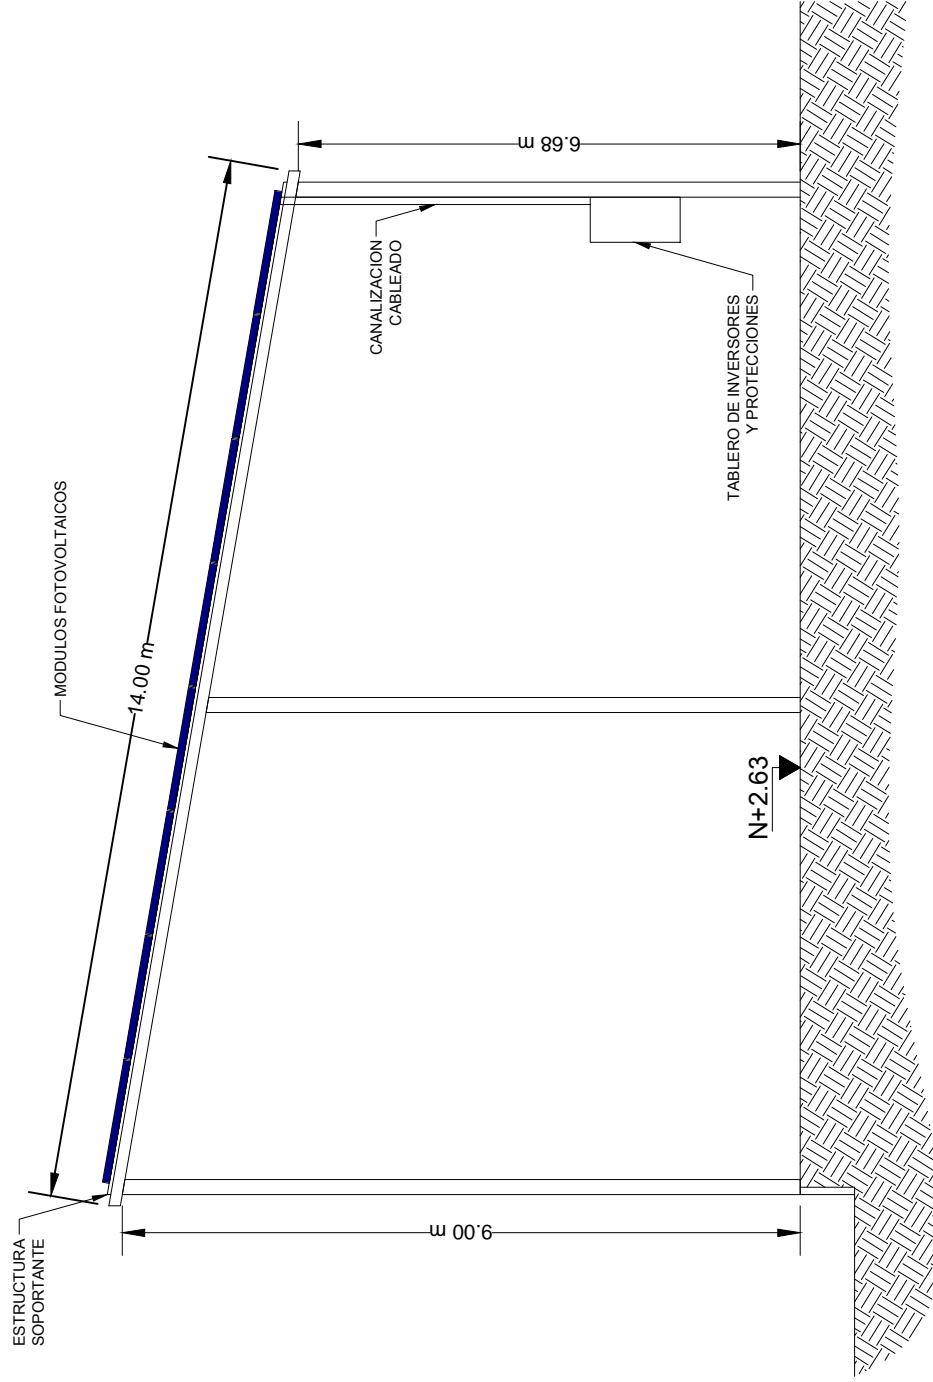 ESTRUCTURA
SOPORTANTE
MODULOS FOTOVOLTAICOS
14.00 m
CANALIZACION
CABLEADO
TABLERO DE INVERSORES
Y PROTECCIONES
9.00 m
6.68 m
N+2.63